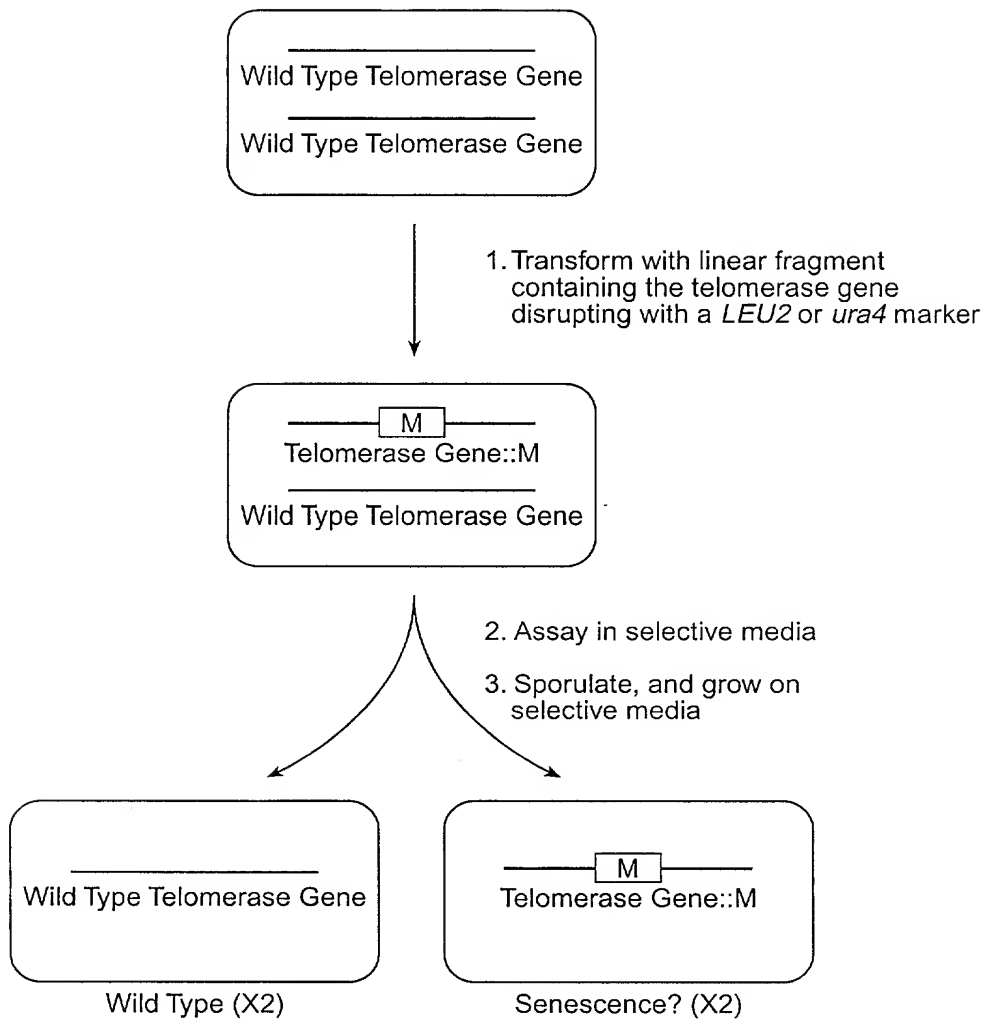 Wild Type Telomerase Gene
Wild Type Telomerase Gene
1. Transform with linear fragment
containing the telomerase gene
disrupting with a LEU2 or ura4 marker
M
Telomerase Gene::M
Wild Type Telomerase Gene
2. Assay in selective media
3. Sporulate, and grow on
selective media
Wild Type Telomerase Gene
Wild Type (X2)
M
Telomerase Gene::M
Senescence? (X2)